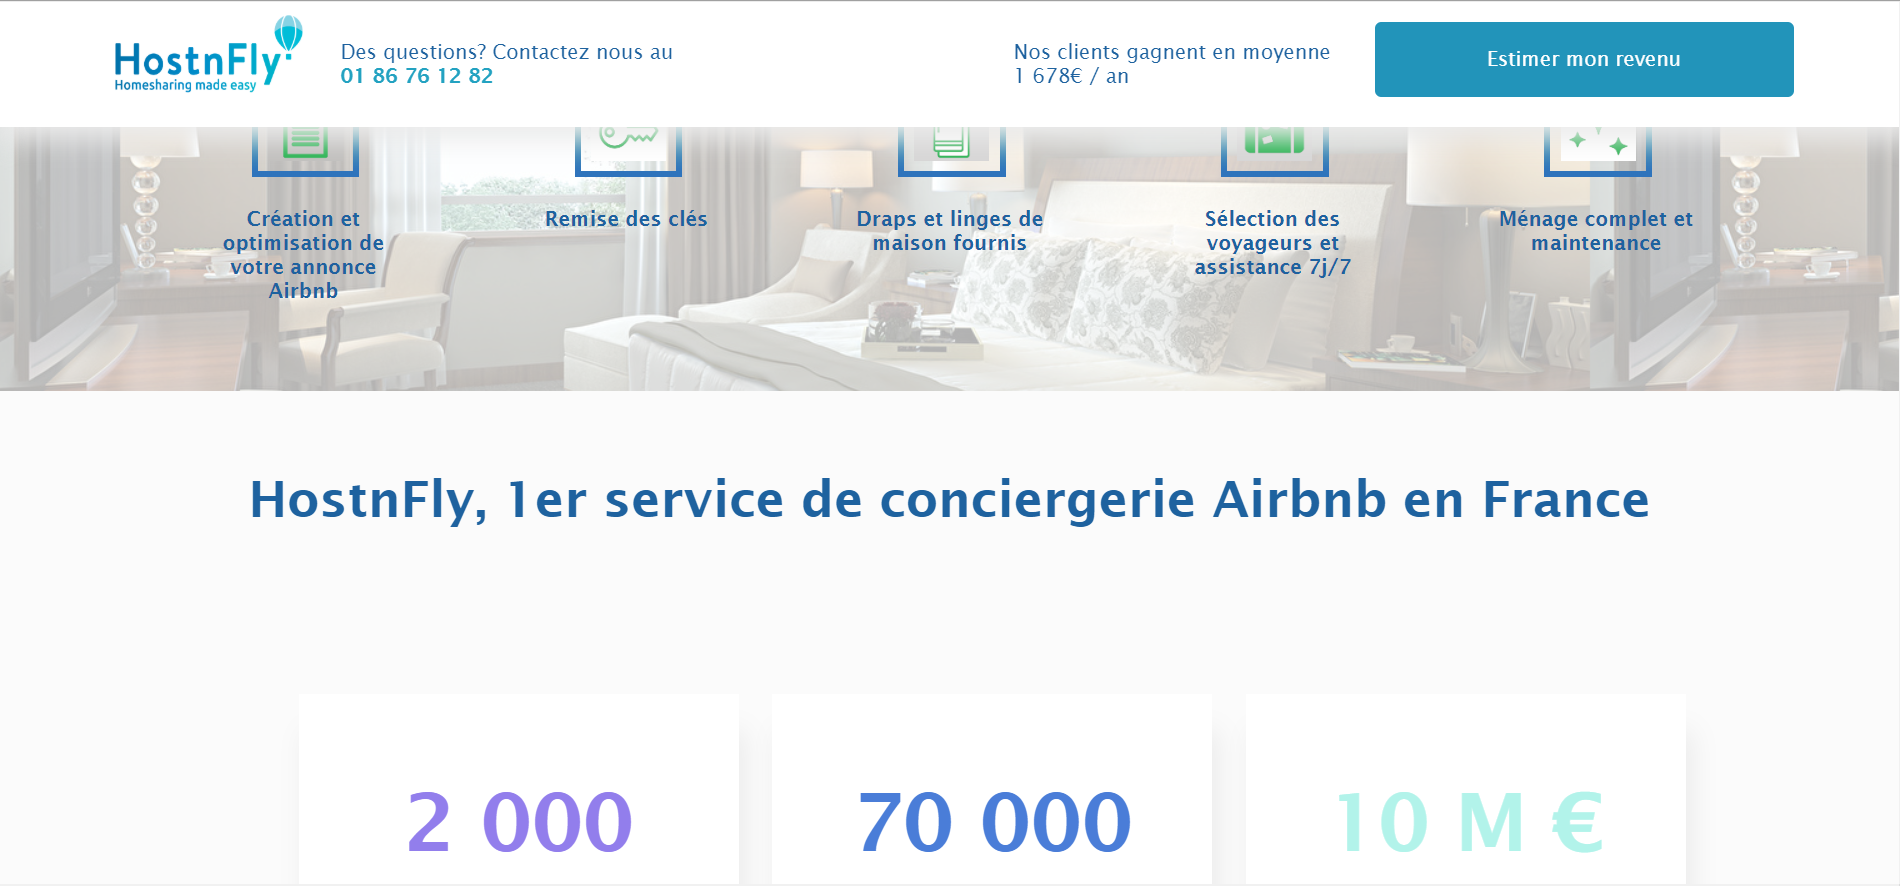 HostnFly
Homesharing made easy
Des questions? Contactez nous au
01 86 76 12 82
Nos clients gagnent en moyenne
1 678€ / an
Estimer mon revenu
Création et
optimisation de
votre annonce
Airbnb
Remise des clés
Draps et linges de
maison fournis
Sélection des
voyageurs et
assistance 7j/7
Ménage complet et
maintenance
HostnFly, 1er service de conciergerie Airbnb en France
2 000
70 000
10 M €